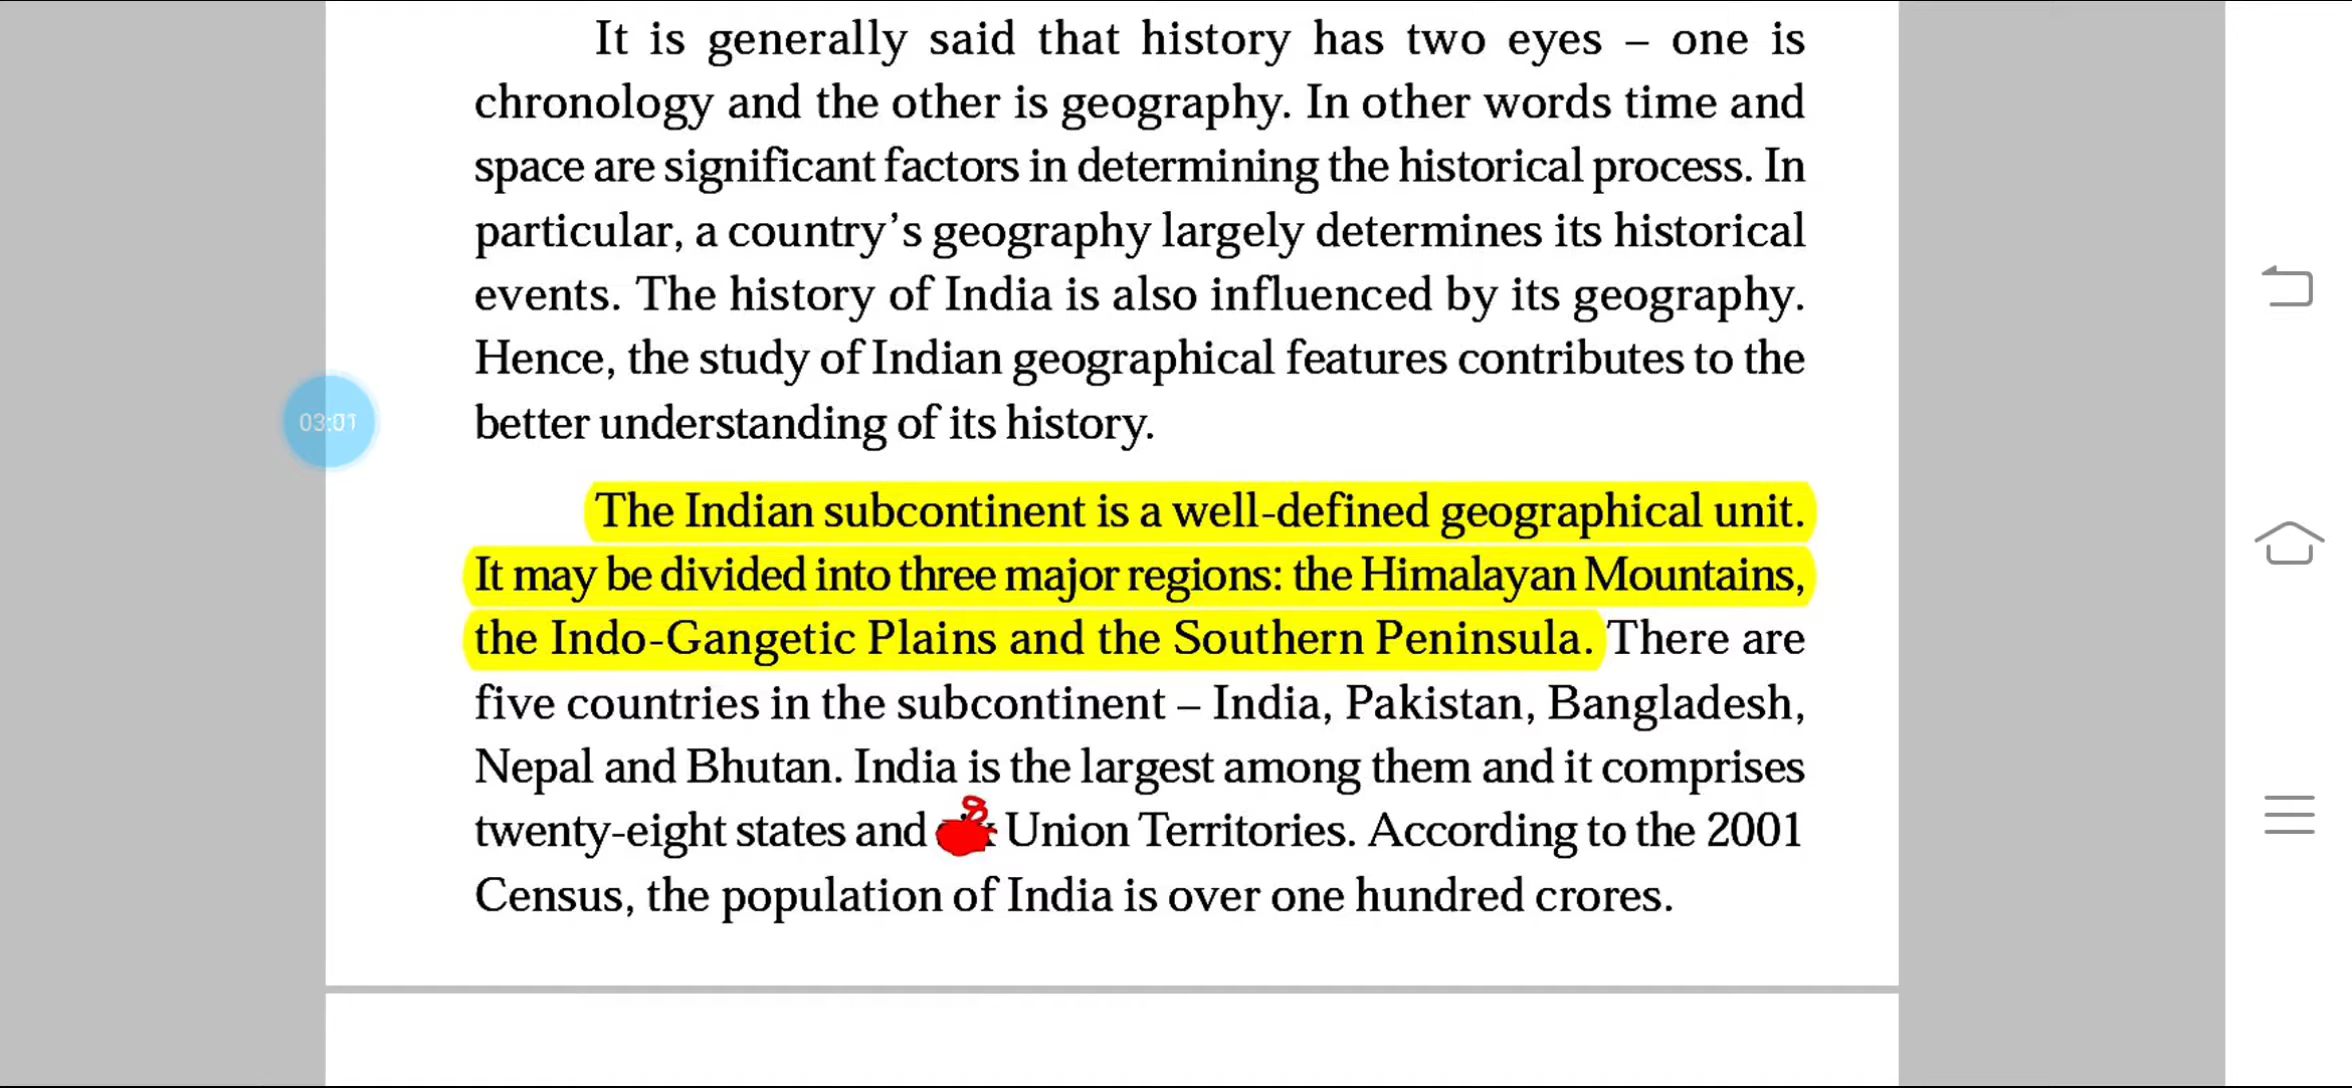 It is generally said that history has two eyes – one is
chronology and the other is geography. In other words time and
space are significant factors in determining the historical process. In
particular, a country’s geography largely determines its historical
events. The history of India is also influenced by its geography.
Hence, the study of Indian geographical features contributes to the
better understanding of its history.
03:01
The Indian subcontinent is a well-defined geographical unit.
It may be divided into three major regions: the Himalayan Mountains,
the Indo-Gangetic Plains and the Southern Peninsula. There are
five countries in the subcontinent – India, Pakistan, Bangladesh,
Nepal and Bhutan. India is the largest among them and it comprises
twenty-eight states and Union Territories. According to the 2001
Census, the population of India is over one hundred crores.